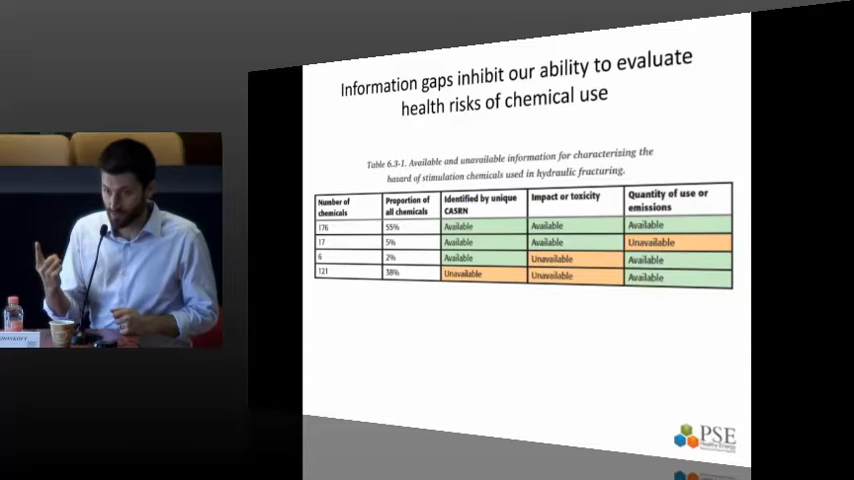 Information gaps inhibit our ability to evaluate
health risks of chemical use
Table 6.3-1. Available and unavailable information for characterizing the
hazard of stimulation chemicals used in hydraulic fracturing.
Number of chemicals Proportion of all chemicals Identified by unique CASRN Impact or toxicity Quantity of use or emissions
176 55% Available Available Available
17 5% Available Available Unavailable
6 2% Available Unavailable Available
121 38% Unavailable Unavailable Available
PSE